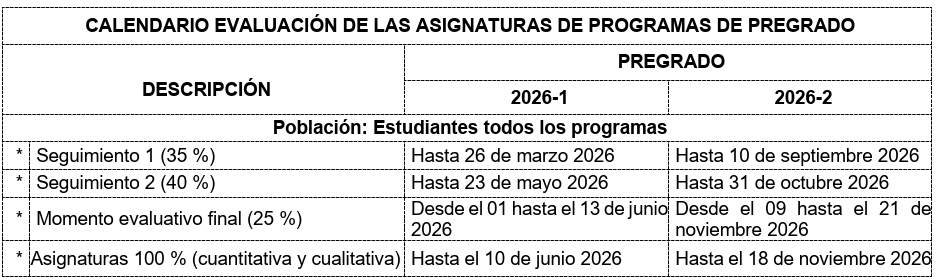 CALENDARIO EVALUACIÓN DE LAS ASIGNATURAS DE PROGRAMAS DE PREGRADO
DESCRIPCIÓN
PREGRADO
2026-1
2026-2
Población: Estudiantes todos los programas
* Seguimiento 1 (35 %) Hasta 26 de marzo 2026 Hasta 10 de septiembre 2026
* Seguimiento 2 (40 %) Hasta 23 de mayo 2026 Hasta 31 de octubre 2026
* Momento evaluativo final (25 %)
Desde el 01 hasta el 13 de junio
2026
Desde el 09 hasta el 21 de
noviembre 2026
* Asignaturas 100 % (cuantitativa y cualitativa) Hasta el 10 de junio 2026 Hasta el 18 de noviembre 2026